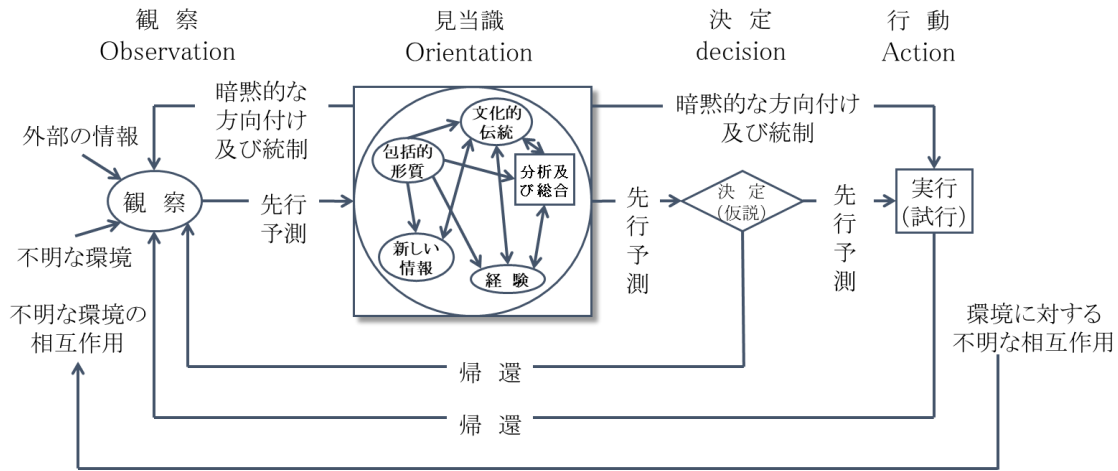 観 察
Observation
見当識
Orientation
決 定
decision
行 動
Action
暗黙的な
方向付け
及び統制
暗黙的な方向付け
及び統制
外部の情報
観 察
不明な環境
不明な環境の
相互作用
先行
予測
文化的
伝統
包括的
形質
分析及
び総合
新しい
情報
経 験
先
行
予
測
決 定
(仮説)
先
行
予
測
実行
(試行)
環境に対する
不明な相互作用
帰 還
帰 還